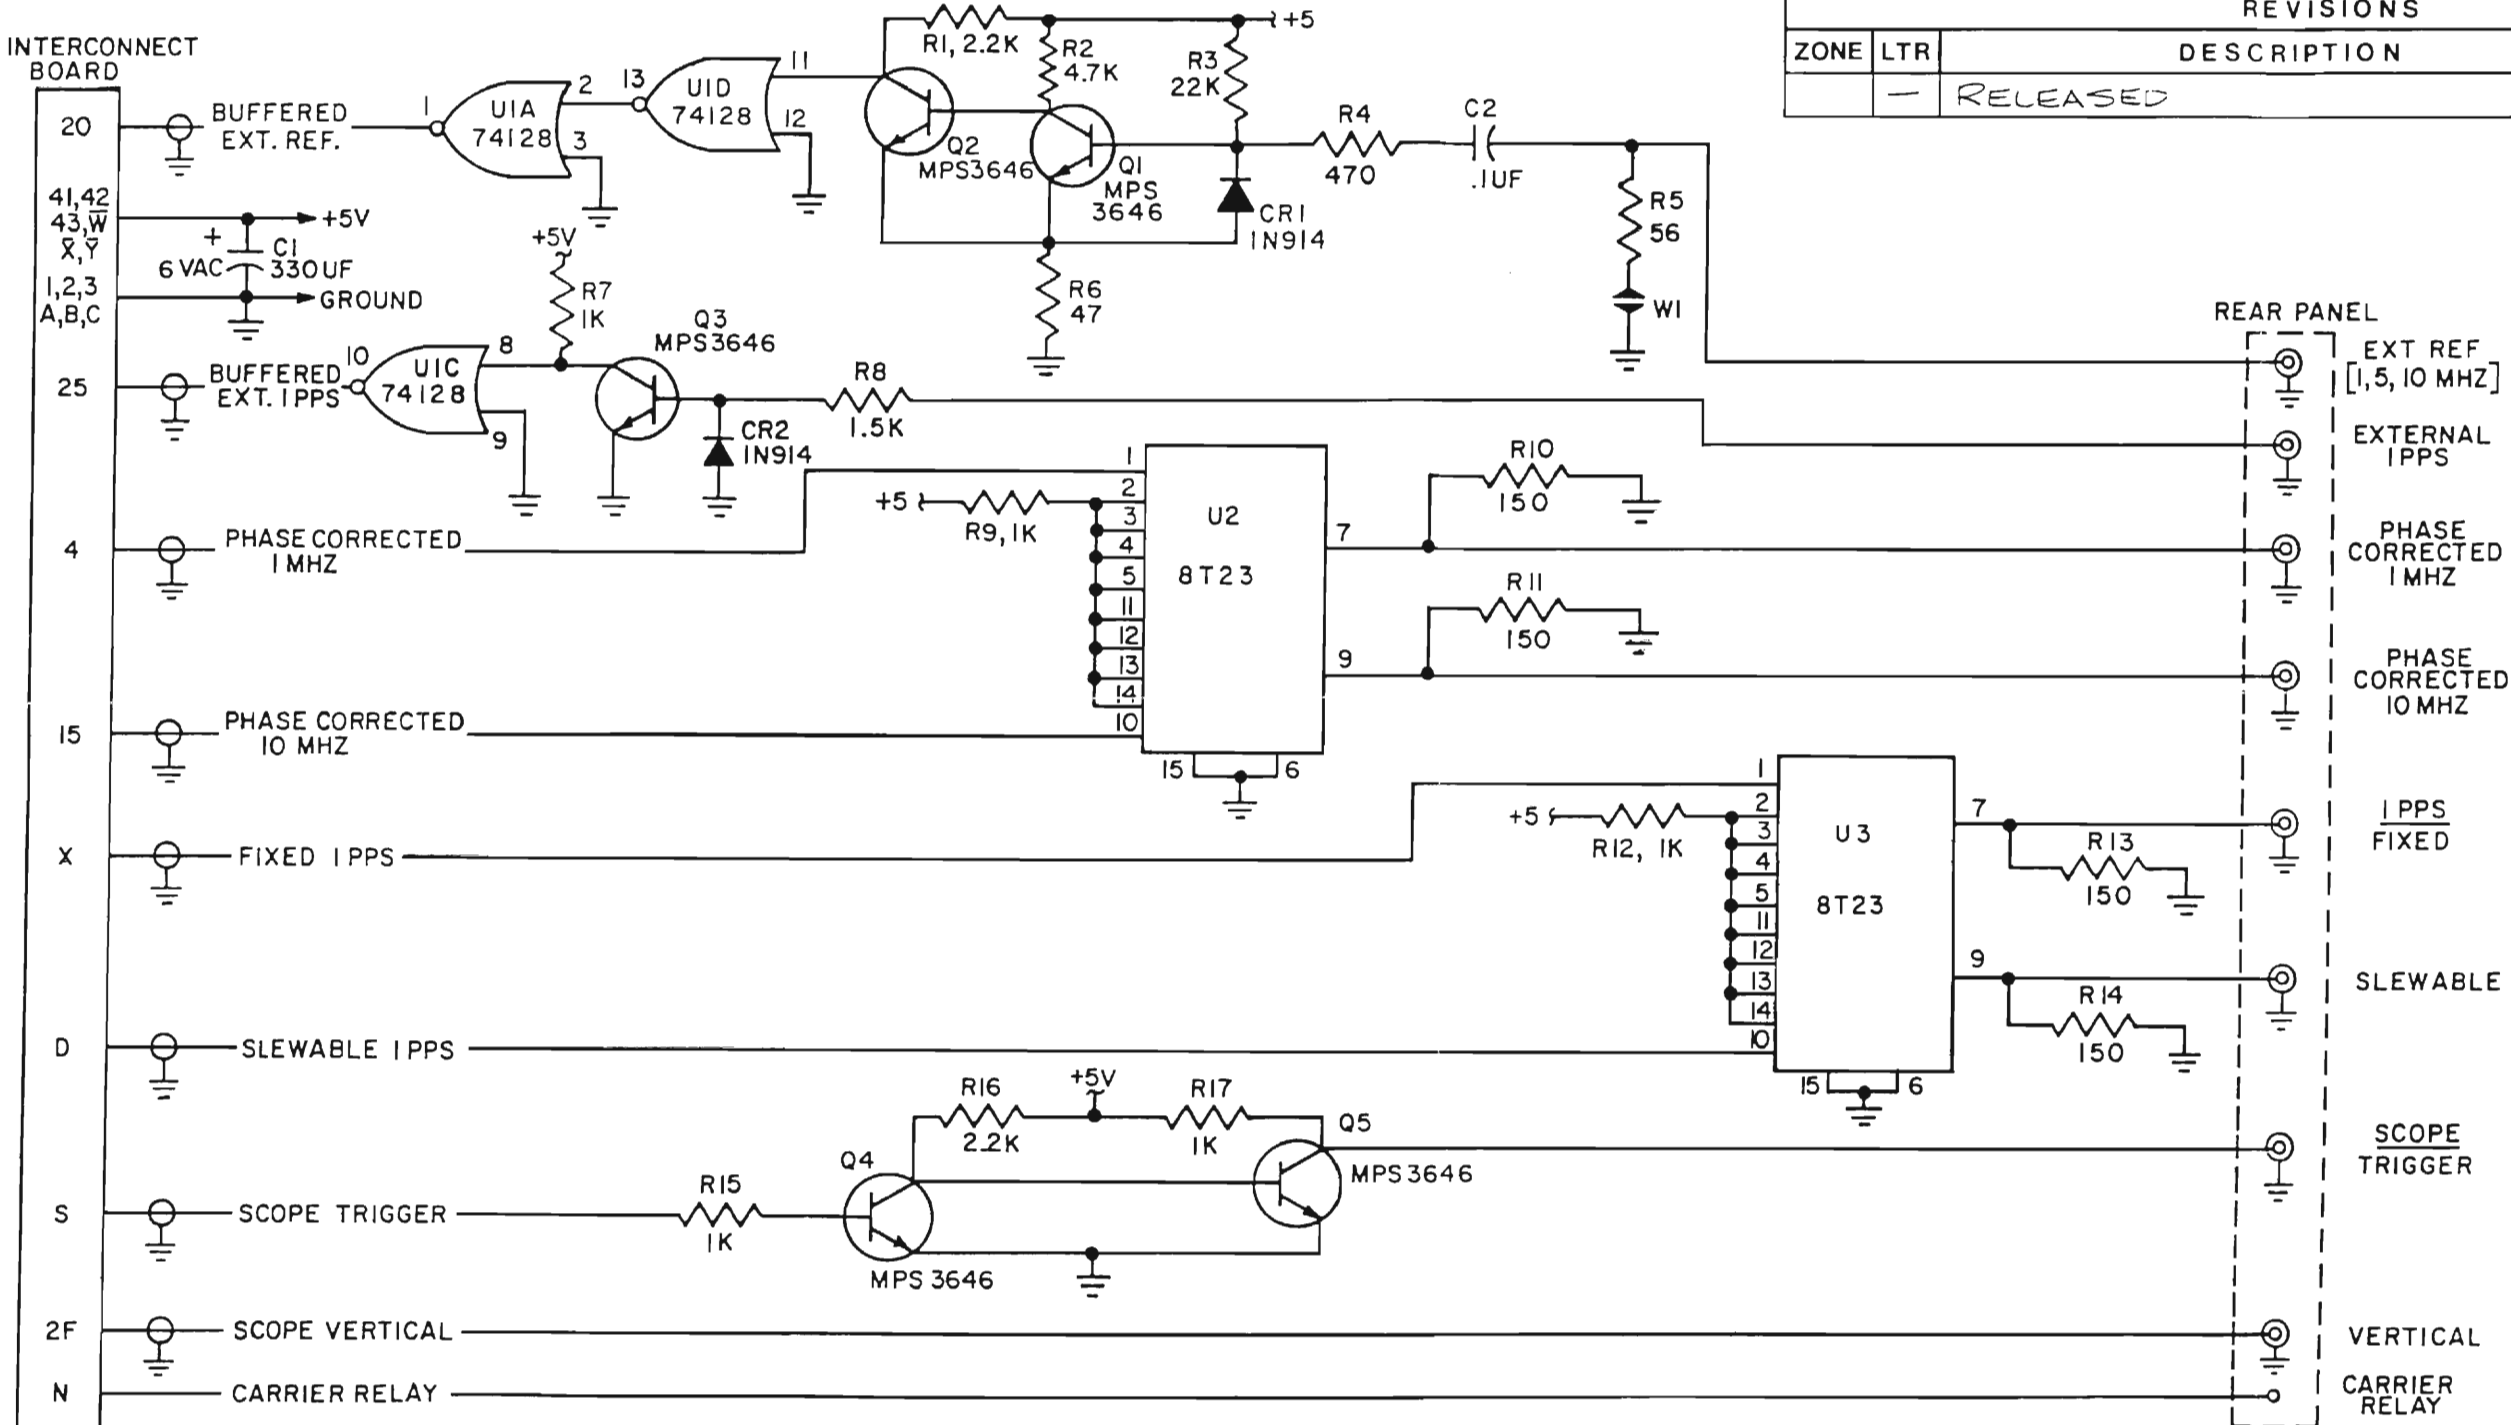 REVISIONS
ZONE LTR DESCRIPTION
— RELEASED
INTERCONNECT
BOARD
20
BUFFERED
EXT. REF.
1
U1A
74128
2
3
13
U1D
74128
11
12
R1, 2.2K
R2
4.7K
R3
22K
+5
Q2
MPS3646
Q1
MPS
3646
R4
470
C2
.1UF
CR1
1N914
R5
56
W1
R6
47
41,42
43,W̅
X̅,Y̅
+5V
+
C1
6 VAC
330UF
1,2,3
A,B,C
GROUND
+5V
R7
1K
Q3
MPS3646
25
BUFFERED
EXT. 1PPS
10
U1C
74128
8
9
CR2
1N914
R8
1.5K
REAR PANEL
EXT REF
[1,5,10 MHZ]
EXTERNAL
1PPS
4
PHASE CORRECTED
1MHZ
+5
R9, 1K
1
2
3
4
5
11
12
13
14
10
U2
8T23
15
6
7
9
R10
150
R11
150
PHASE
CORRECTED
1MHZ
PHASE
CORRECTED
10MHZ
15
PHASE CORRECTED
10 MHZ
X
FIXED 1PPS
+5
R12, 1K
1
2
3
4
5
11
12
13
14
10
U3
8T23
15
6
7
9
R13
150
R14
150
1PPS
FIXED
SLEWABLE
D
SLEWABLE 1PPS
S
SCOPE TRIGGER
R15
1K
Q4
MPS3646
R16
2.2K
+5V
R17
1K
Q5
MPS3646
SCOPE
TRIGGER
2F
SCOPE VERTICAL
VERTICAL
N
CARRIER RELAY
CARRIER
RELAY